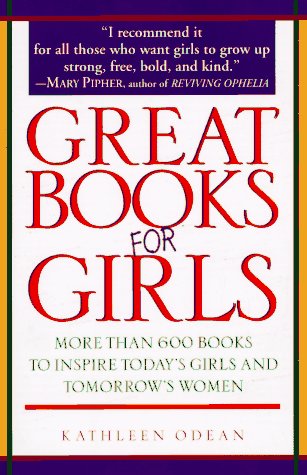 “I recommend it
for all those who want girls to grow up
strong, free, bold, and kind.”
—MARY PIPHER, author of REVIVING OPHELIA
GREAT
BOOKS
FOR
GIRLS
MORE THAN 600 BOOKS
TO INSPIRE TODAY'S GIRLS AND
TOMORROW'S WOMEN
KATHLEEN ODEAN